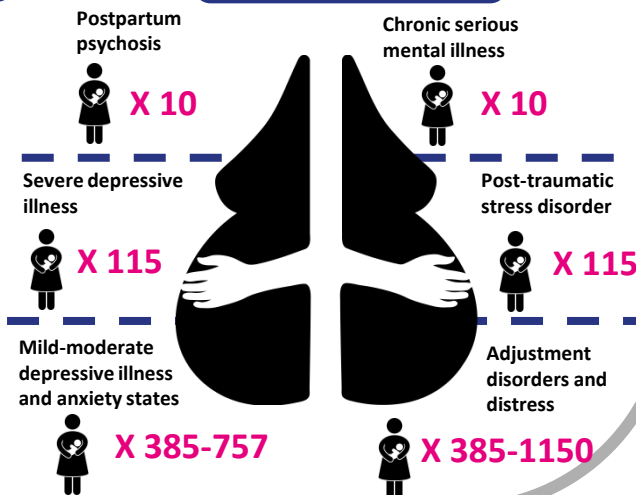 Postpartum
psychosis
X 10
Chronic serious
mental illness
X 10
Severe depressive
illness
X 115
Post-traumatic
stress disorder
X 115
Mild-moderate
depressive illness
and anxiety states
X 385-757
Adjustment
disorders and
distress
X 385-1150